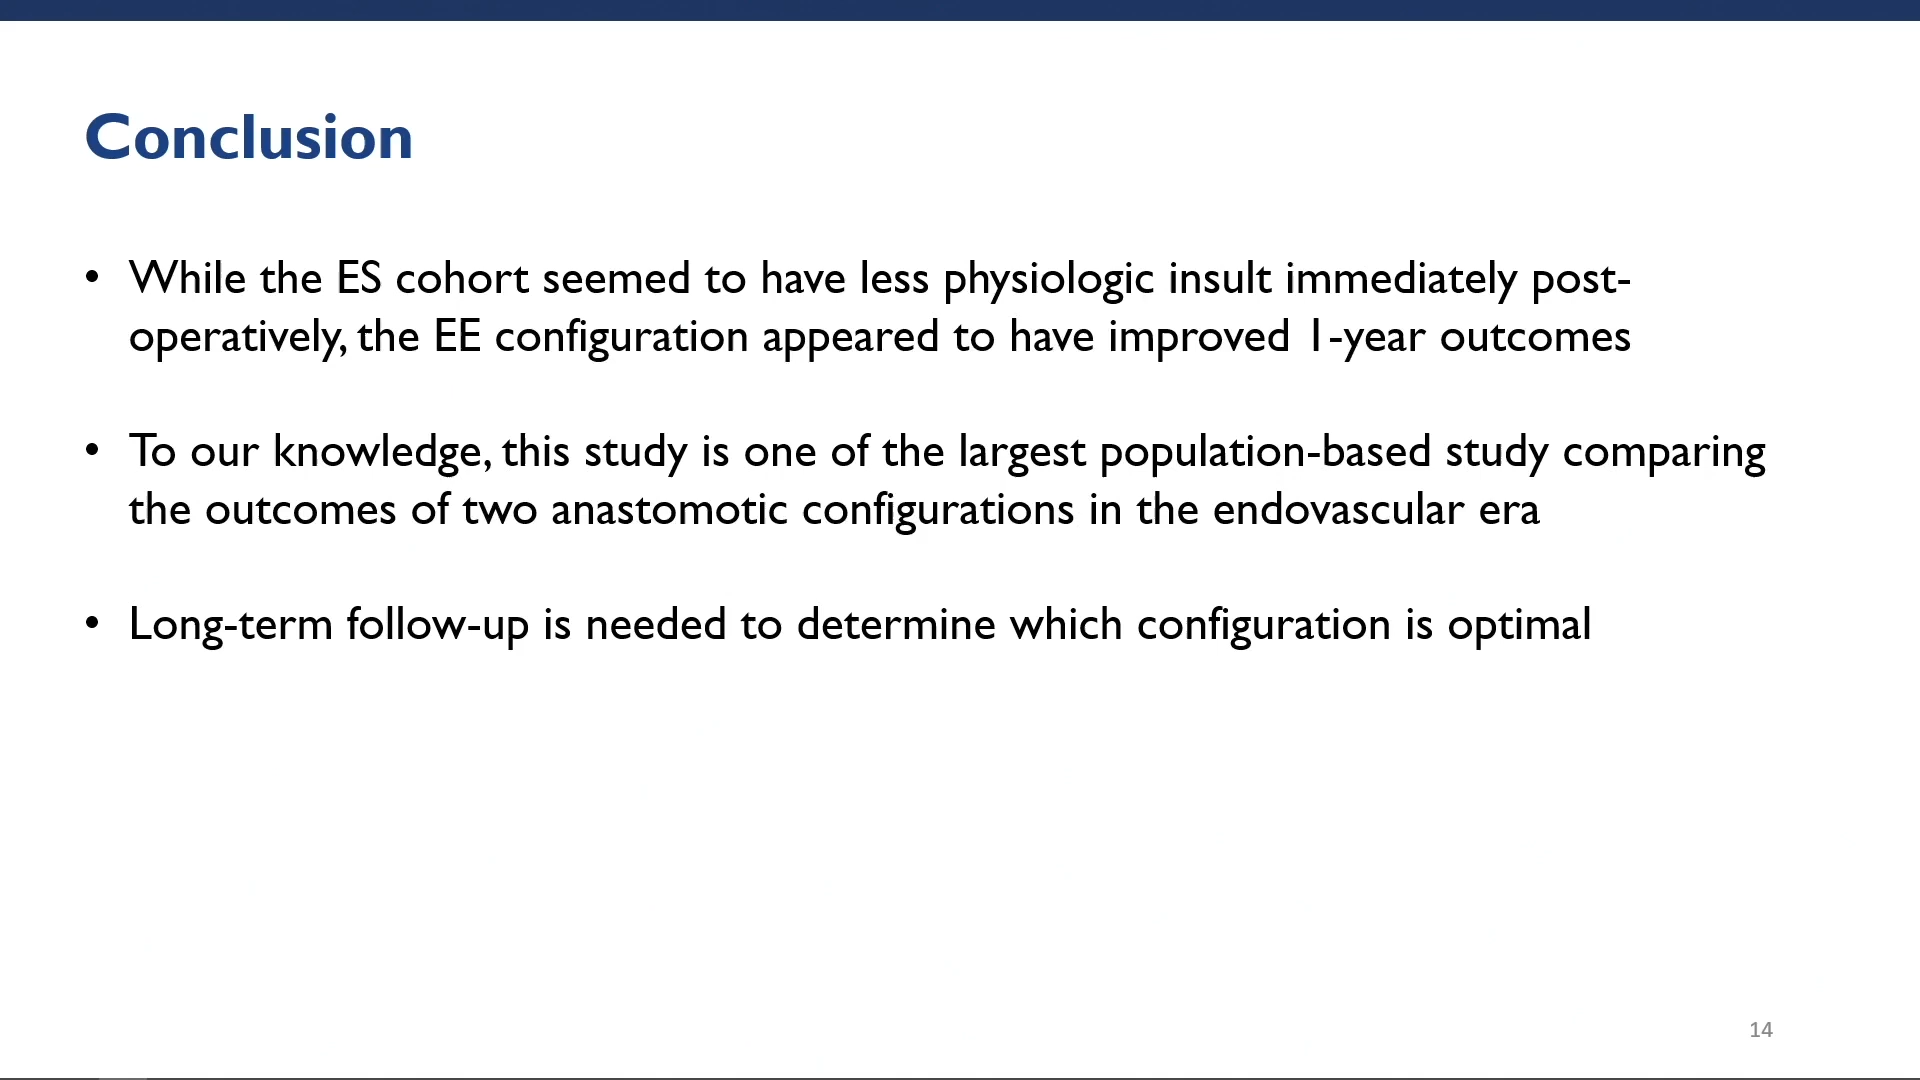 Conclusion
• While the ES cohort seemed to have less physiologic insult immediately post-
operatively, the EE configuration appeared to have improved 1-year outcomes
• To our knowledge, this study is one of the largest population-based study comparing
the outcomes of two anastomotic configurations in the endovascular era
• Long-term follow-up is needed to determine which configuration is optimal
14